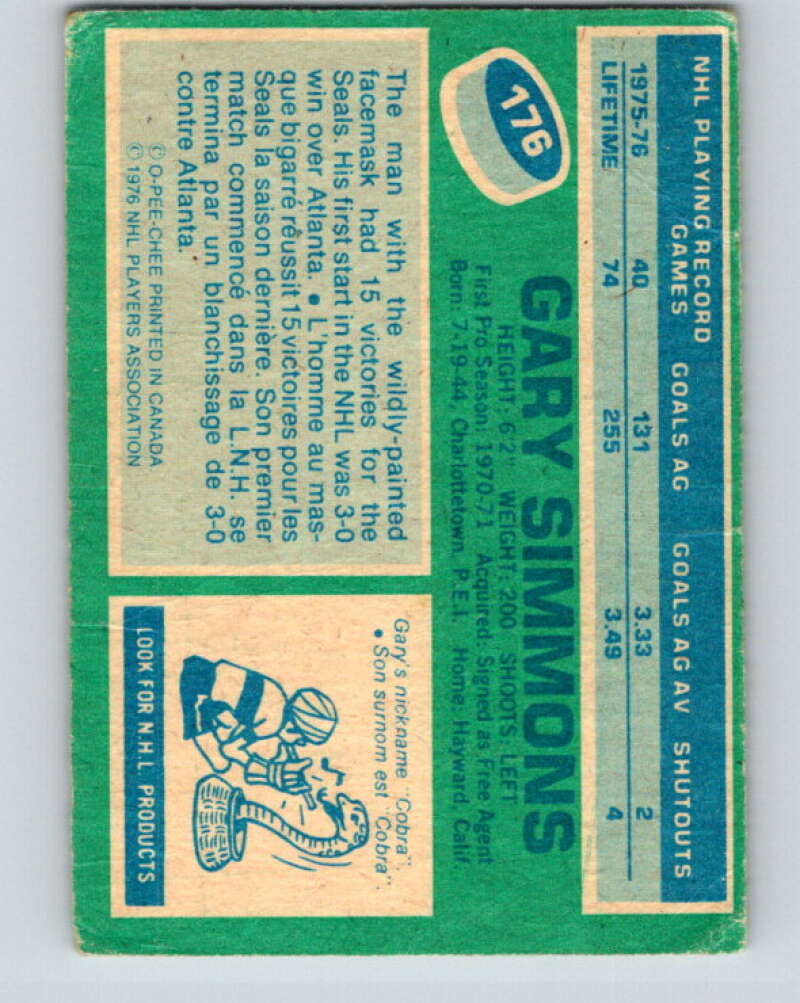 NHL PLAYING RECORD GAMES GOALS AG GOALS AG AV SHUTOUTS
1975-76 40 131 3.33 2
LIFETIME 74 255 3.49 4
176
GARY SIMMONS
HEIGHT: 6'2" WEIGHT: 200 SHOOTS: LEFT
First Pro Season: 1970-71 Acquired: Signed as Free Agent
Born: 7-19-44, Charlottetown, P.E.I. Home: Hayward, Calif.
The man with the wildly-painted
facemask had 15 victories for the
Seals. His first start in the NHL was 3-0
win over Atlanta. • L'homme au mas-
que bigarré réussit 15 victoires pour les
Seals la saison dernière. Son premier
match commencé dans la L.N.H. se
termina par un blanchissage de 3-0
contre Atlanta.
© O-PEE-CHEE PRINTED IN CANADA
© 1976 NHL PLAYERS ASSOCIATION
Gary's nickname "Cobra".
• Son surnom est "Cobra".
LOOK FOR N.H.L. PRODUCTS